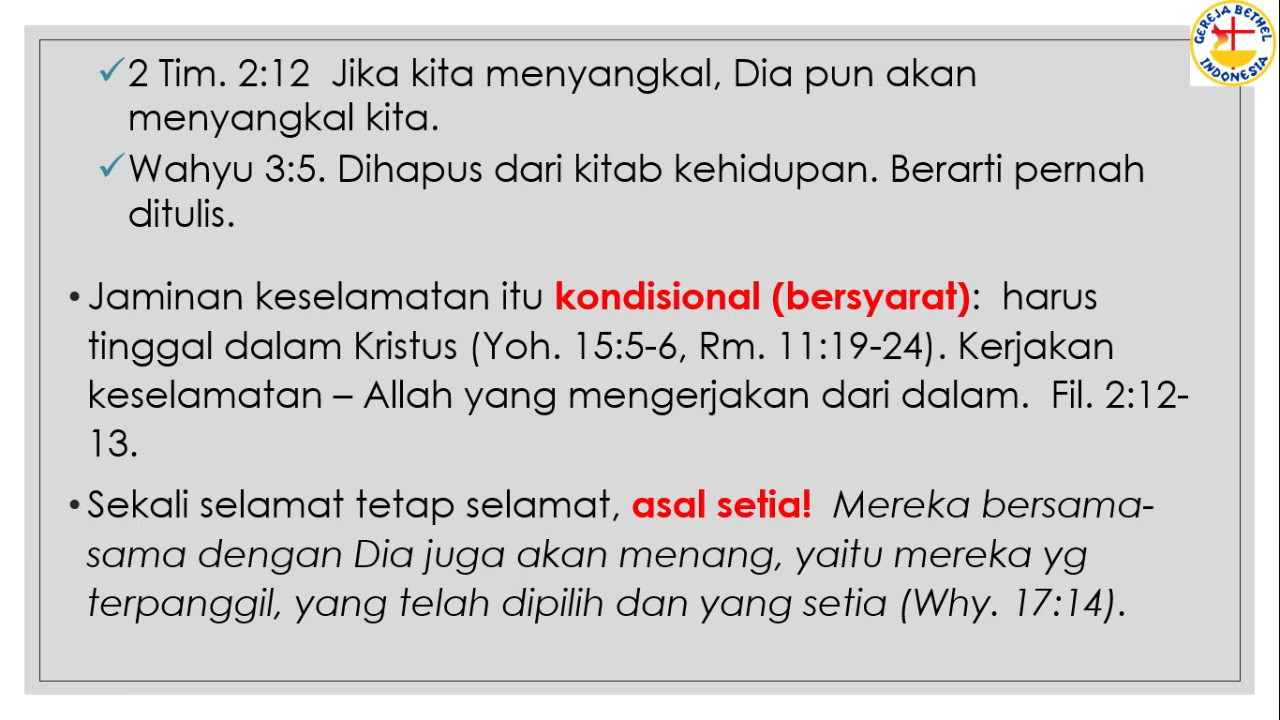 GEREJA BETHEL
INDONESIA
✓2 Tim. 2:12  Jika kita menyangkal, Dia pun akan
menyangkal kita.
✓Wahyu 3:5. Dihapus dari kitab kehidupan. Berarti pernah
ditulis.
• Jaminan keselamatan itu kondisional (bersyarat):  harus
tinggal dalam Kristus (Yoh. 15:5-6, Rm. 11:19-24). Kerjakan
keselamatan – Allah yang mengerjakan dari dalam.  Fil. 2:12-
13.
• Sekali selamat tetap selamat, asal setia!  Mereka bersama-
sama dengan Dia juga akan menang, yaitu mereka yg
terpanggil, yang telah dipilih dan yang setia (Why. 17:14).